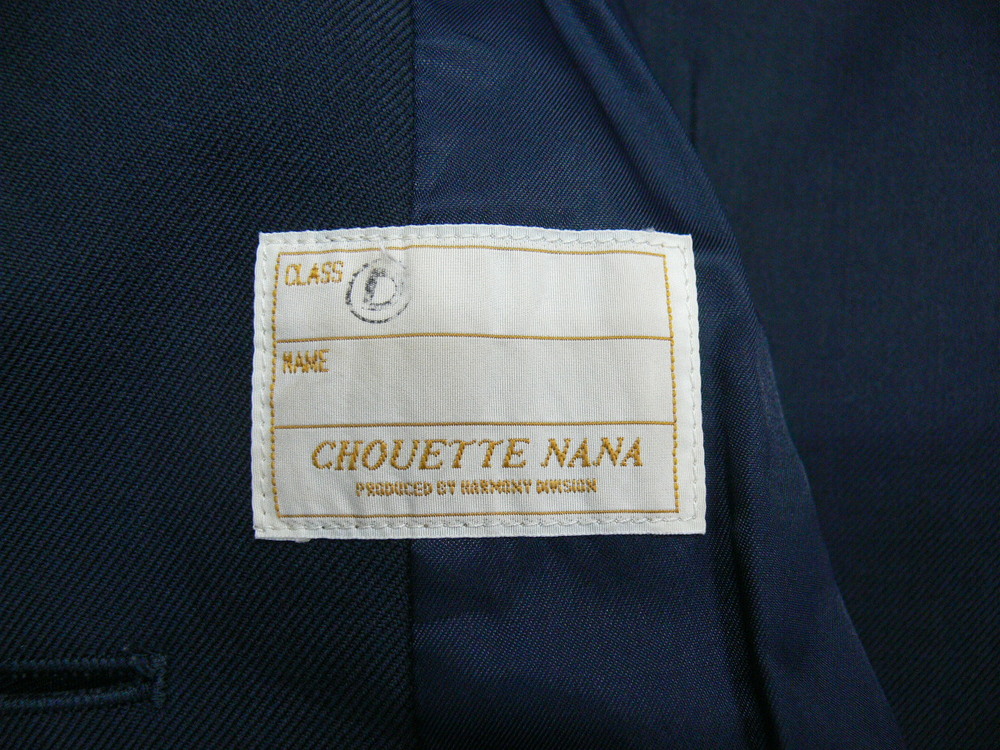 CLASS D
NAME
CHOUETTE NANA
PRODUCED BY HARMONY DIVISION